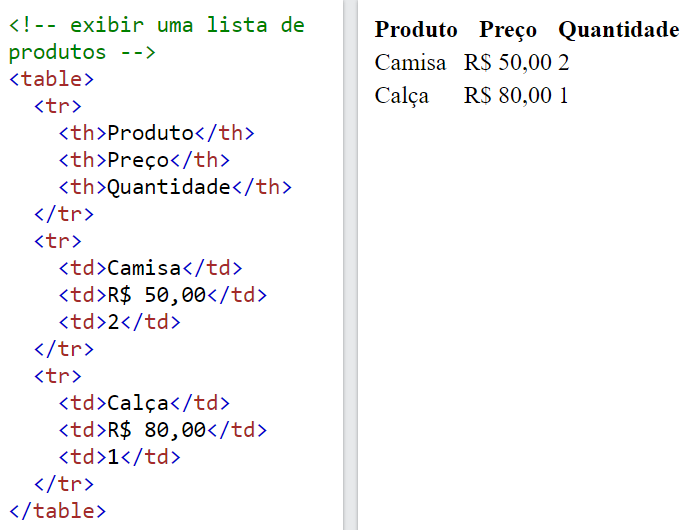 <!-- exibir uma lista de
produtos -->
<table>
<tr>
<th>Produto</th>
<th>Preço</th>
<th>Quantidade</th>
</tr>
<tr>
<td>Camisa</td>
<td>R$ 50,00</td>
<td>2</td>
</tr>
<tr>
<td>Calça</td>
<td>R$ 80,00</td>
<td>1</td>
</tr>
</table>
Produto Preço Quantidade
Camisa R$ 50,00 2
Calça R$ 80,00 1